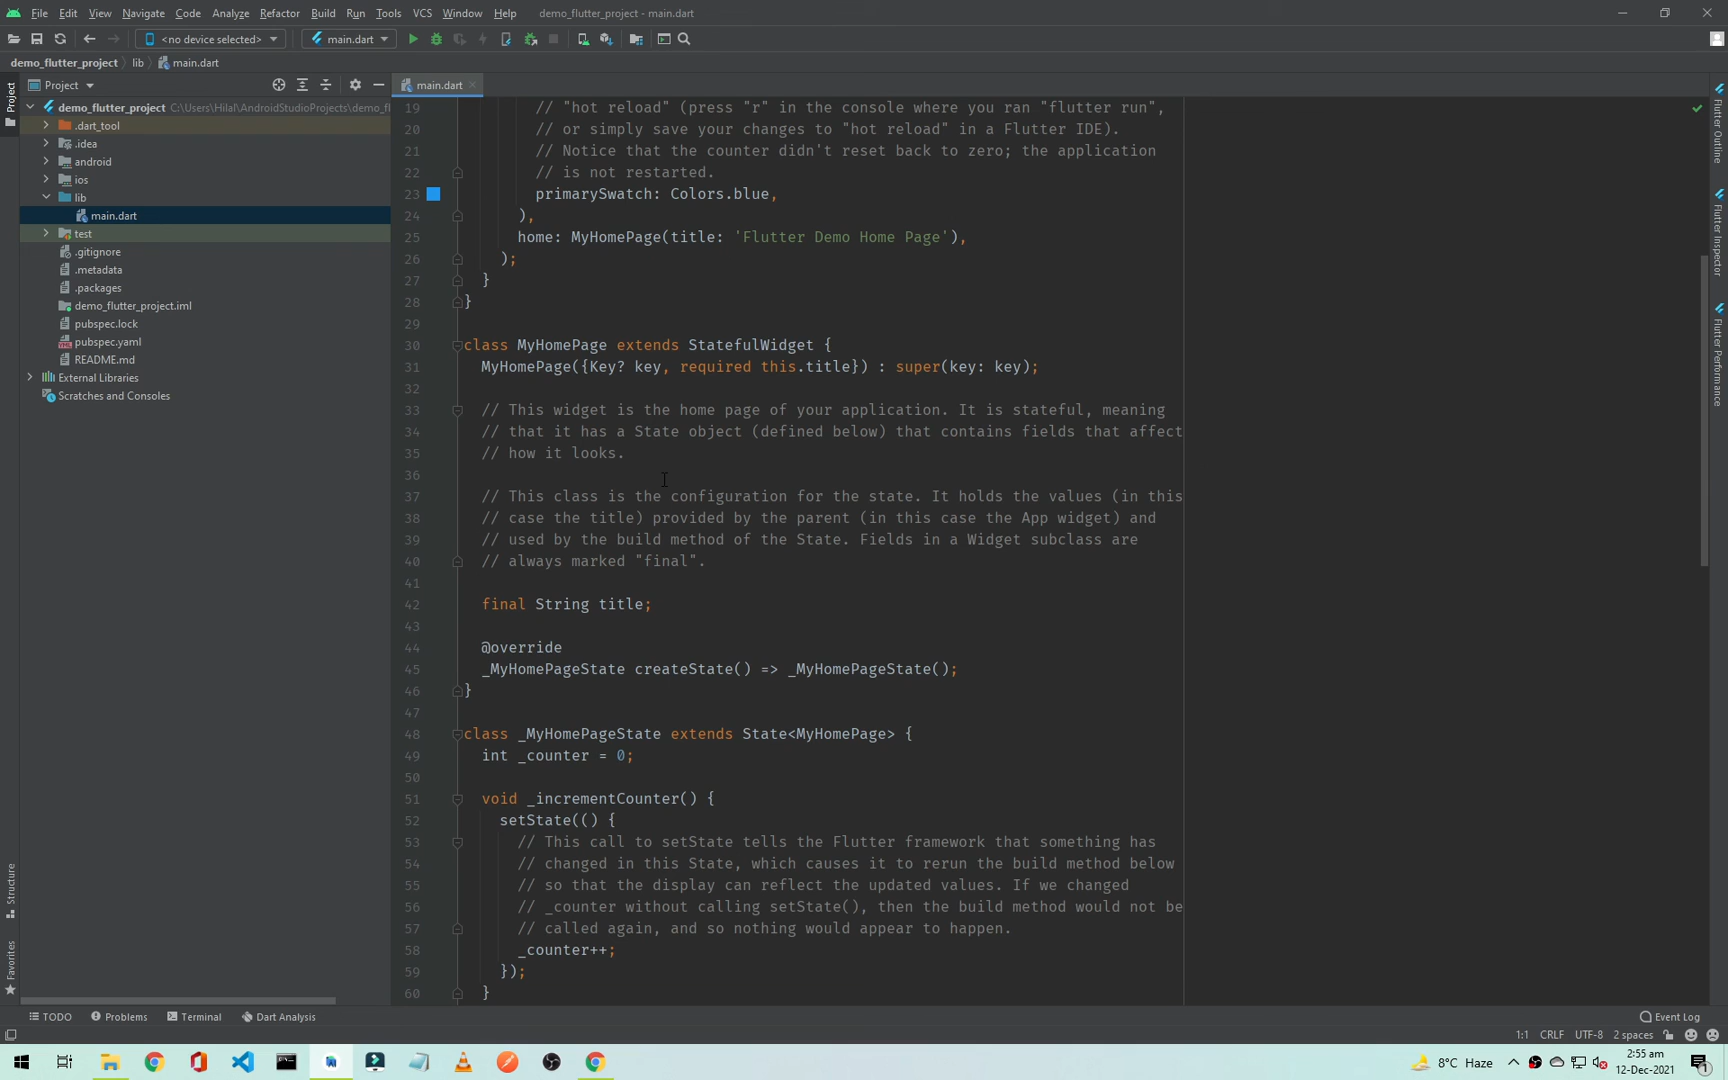 File Edit View Navigate Code Analyze Refactor Build Run Tools VCS Window Help demo_flutter_project - main.dart
<no device selected> main.dart
demo_flutter_project lib main.dart
Project
main.dart
demo_flutter_project C:\Users\Hilal\AndroidStudioProjects\demo_fl
.dart_tool
.idea
android
ios
lib
main.dart
test
.gitignore
.metadata
.packages
demo_flutter_project.iml
pubspec.lock
pubspec.yaml
README.md
External Libraries
Scratches and Consoles
Project
Structure
Favorites
19 // "hot reload" (press "r" in the console where you ran "flutter run",
20 // or simply save your changes to "hot reload" in a Flutter IDE).
21 // Notice that the counter didn't reset back to zero; the application
22 // is not restarted.
23 primarySwatch: Colors.blue,
24 ),
25 home: MyHomePage(title: 'Flutter Demo Home Page'),
26 );
27 }
28 }
29
30 class MyHomePage extends StatefulWidget {
31 MyHomePage({Key? key, required this.title}) : super(key: key);
32
33 // This widget is the home page of your application. It is stateful, meaning
34 // that it has a State object (defined below) that contains fields that affect
35 // how it looks.
36
37 // This class is the configuration for the state. It holds the values (in this
38 // case the title) provided by the parent (in this case the App widget) and
39 // used by the build method of the State. Fields in a Widget subclass are
40 // always marked "final".
41
42 final String title;
43
44 @override
45 _MyHomePageState createState() => _MyHomePageState();
46 }
47
48 class _MyHomePageState extends State<MyHomePage> {
49 int _counter = 0;
50
51 void _incrementCounter() {
52 setState(() {
53 // This call to setState tells the Flutter framework that something has
54 // changed in this State, which causes it to rerun the build method below
55 // so that the display can reflect the updated values. If we changed
56 // _counter without calling setState(), then the build method would not be
57 // called again, and so nothing would appear to happen.
58 _counter++;
59 });
60 }
Flutter Outline
Flutter Inspector
Flutter Performance
TODO Problems Terminal Dart Analysis Event Log
1:1 CRLF UTF-8 2 spaces
8°C Haze
2:55 am
12-Dec-2021
1